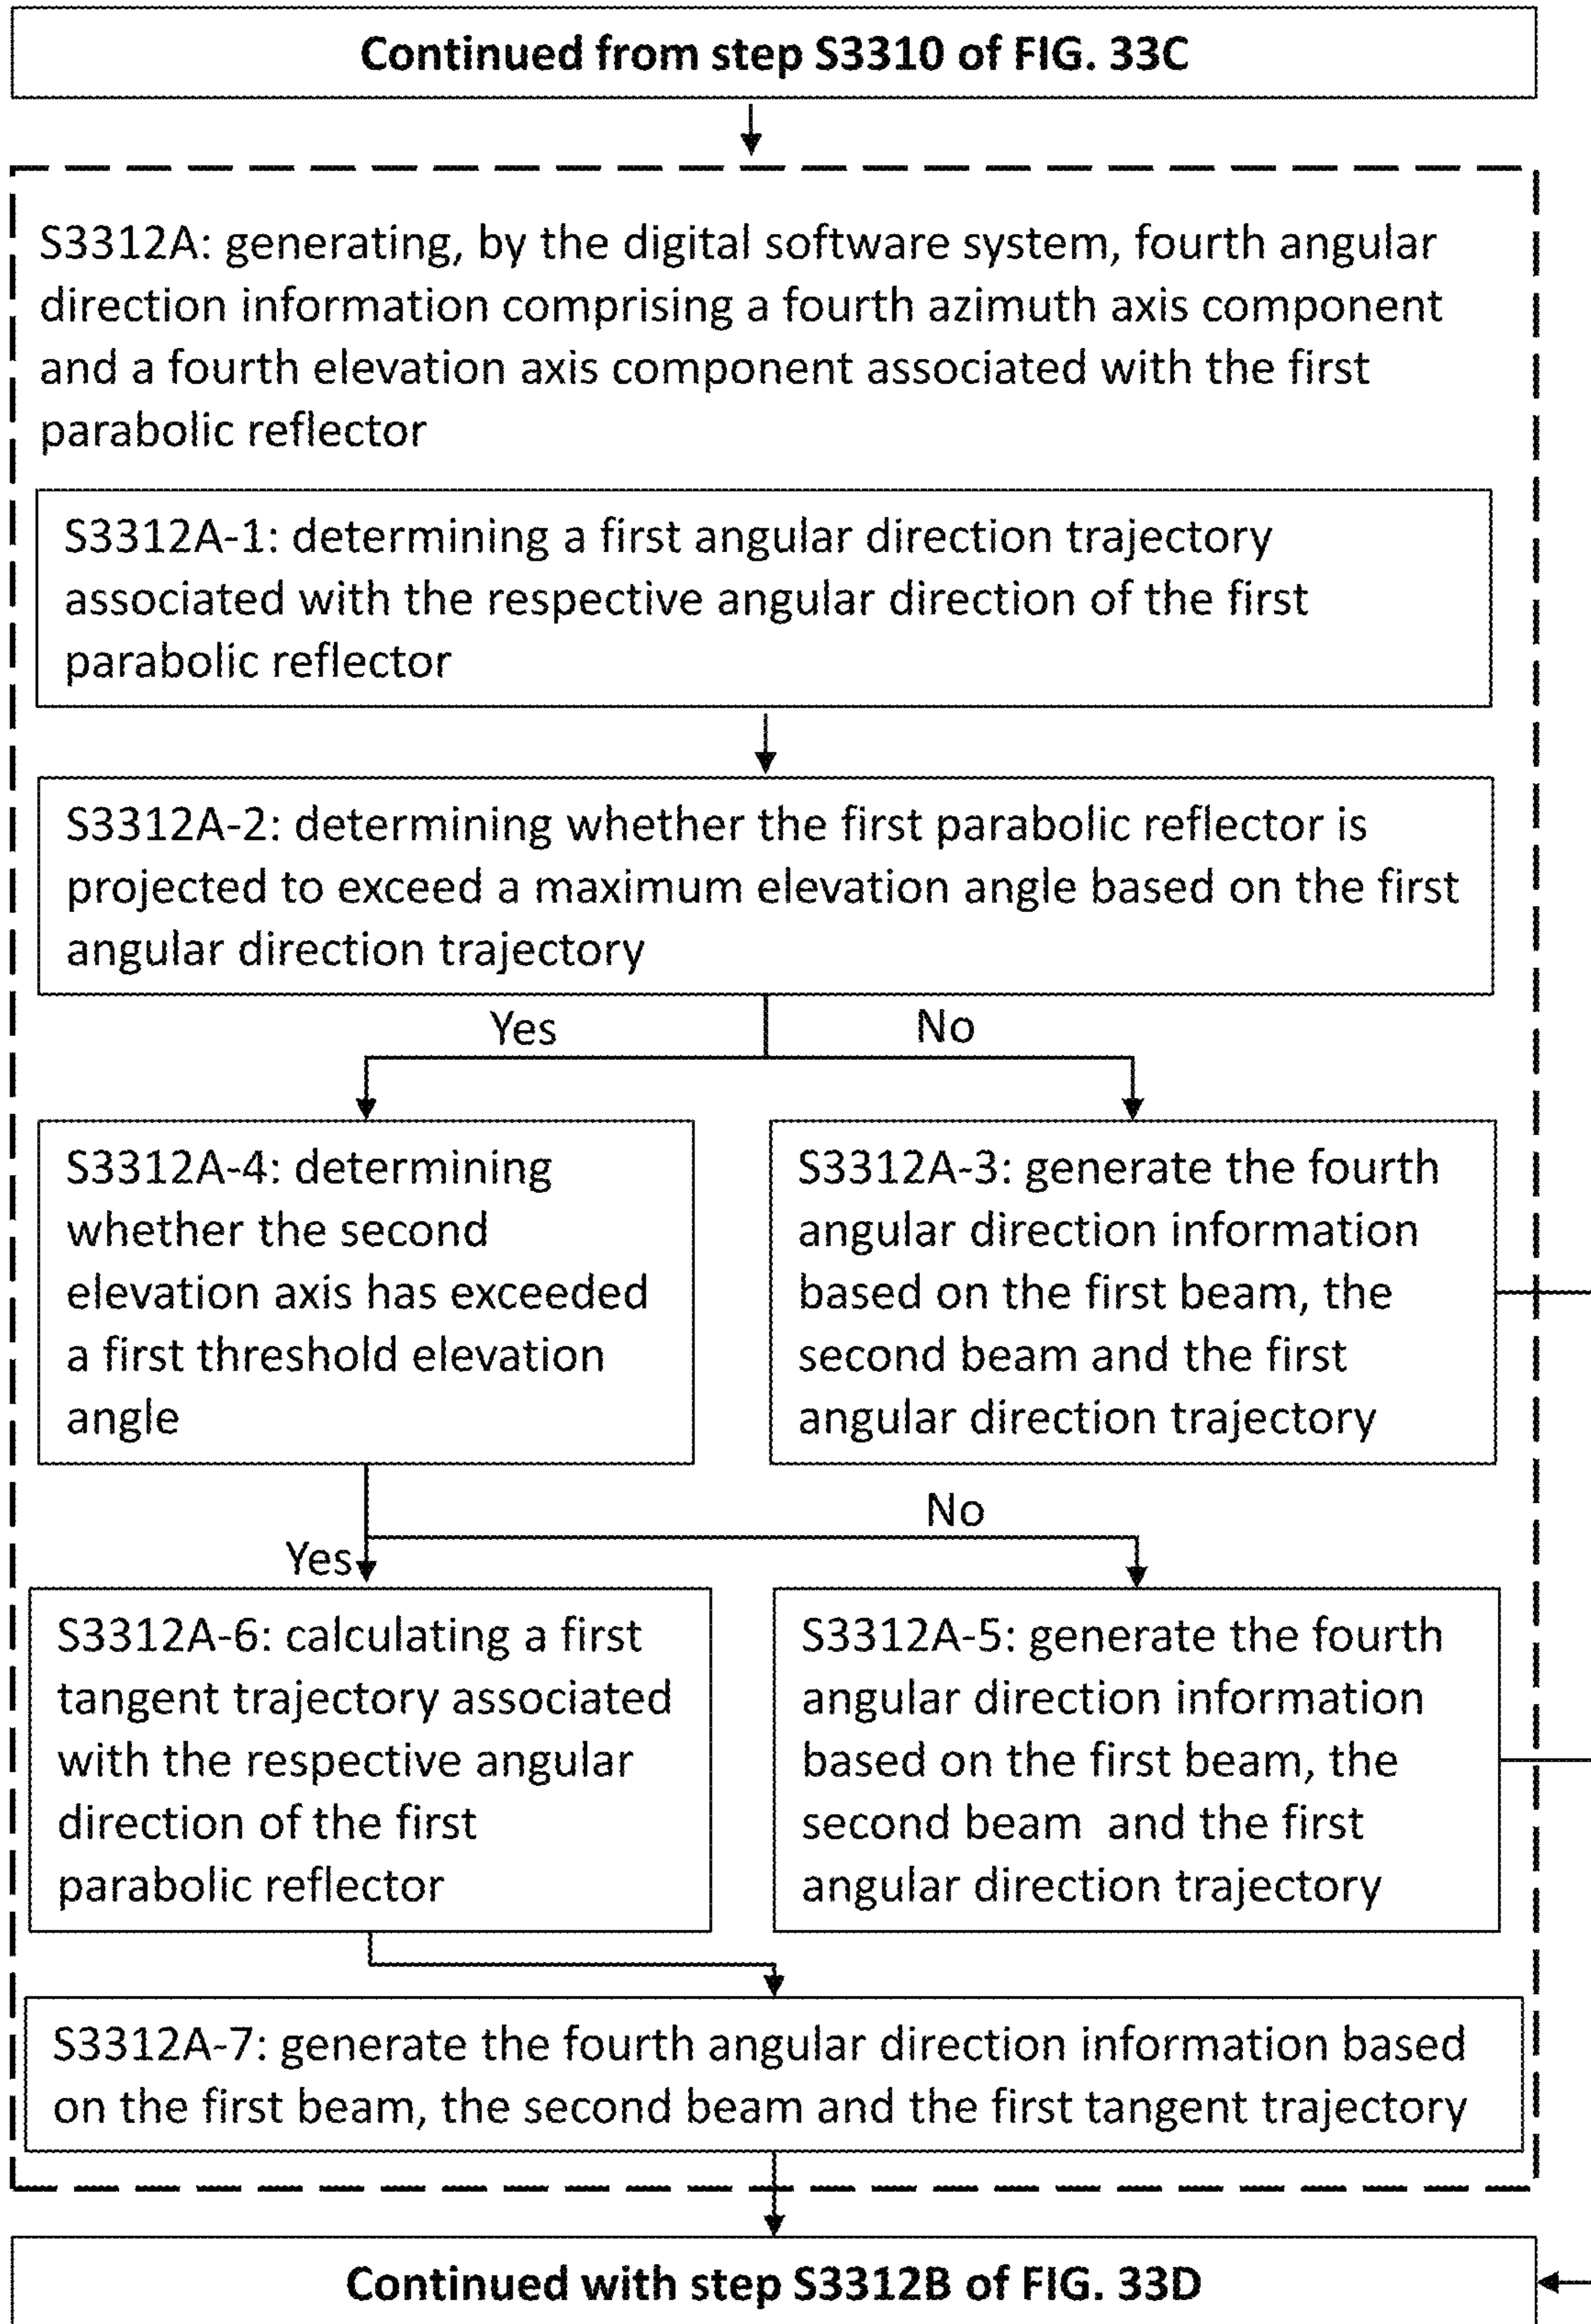 Continued from step S3310 of FIG. 33C
S3312A: generating, by the digital software system, fourth angular
direction information comprising a fourth azimuth axis component
and a fourth elevation axis component associated with the first
parabolic reflector
S3312A-1: determining a first angular direction trajectory
associated with the respective angular direction of the first
parabolic reflector
S3312A-2: determining whether the first parabolic reflector is
projected to exceed a maximum elevation angle based on the first
angular direction trajectory
Yes
No
S3312A-4: determining
whether the second
elevation axis has exceeded
a first threshold elevation
angle
S3312A-3: generate the fourth
angular direction information
based on the first beam, the
second beam and the first
angular direction trajectory
No
Yes
S3312A-6: calculating a first
tangent trajectory associated
with the respective angular
direction of the first
parabolic reflector
S3312A-5: generate the fourth
angular direction information
based on the first beam, the
second beam and the first
angular direction trajectory
S3312A-7: generate the fourth angular direction information based
on the first beam, the second beam and the first tangent trajectory
Continued with step S3312B of FIG. 33D